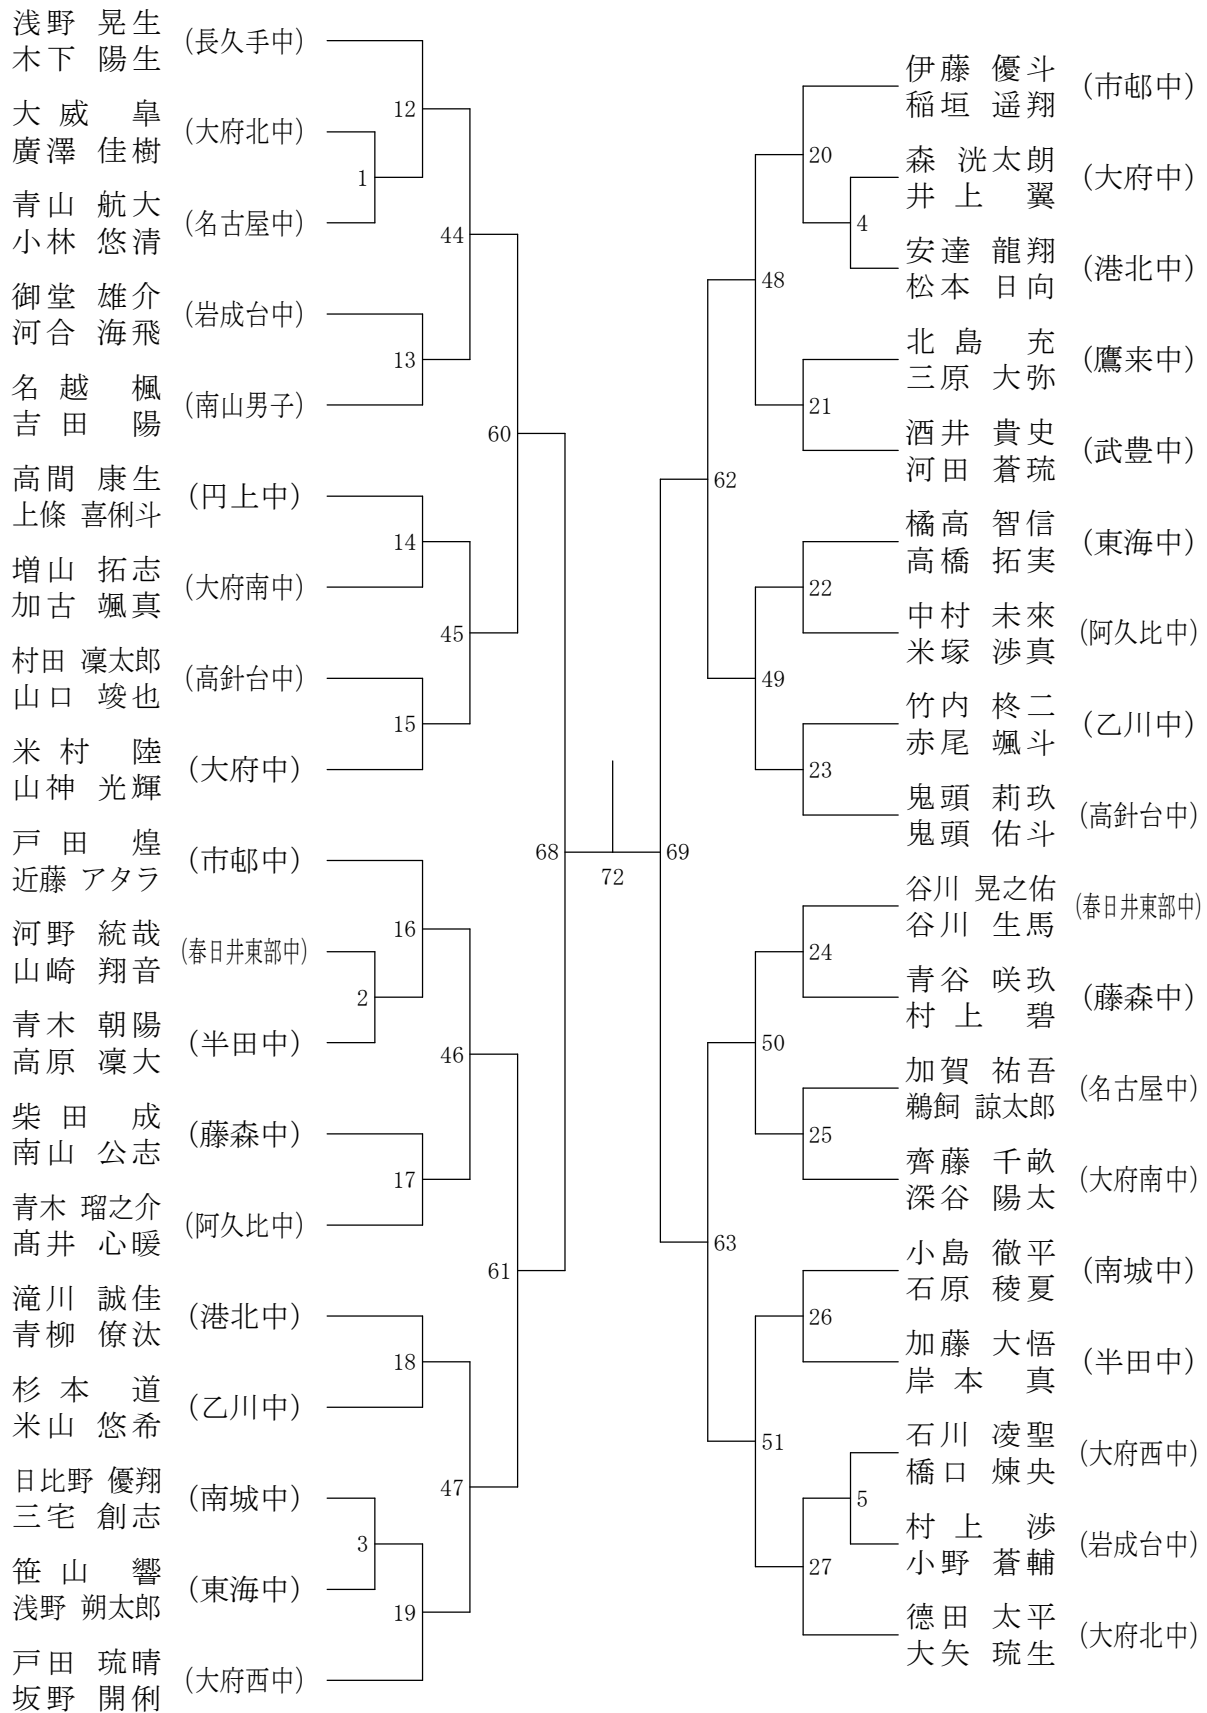 浅野 晃生
木下 陽生
(長久手中)
大威 皐
廣澤 佳樹
(大府北中)
青山 航大
小林 悠清
(名古屋中)
御堂 雄介
河合 海飛
(岩成台中)
名越 楓
吉田 陽
(南山男子)
高間 康生
上條 喜俐斗
(円上中)
増山 拓志
加古 颯真
(大府南中)
村田 凜太郎
山口 竣也
(高針台中)
米村 陸
山神 光輝
(大府中)
戸田 煌
近藤 アタラ
(市邨中)
河野 統哉
山崎 翔音
(春日井東部中)
青木 朝陽
高原 凜大
(半田中)
柴田 成
南山 公志
(藤森中)
青木 瑠之介
髙井 心暖
(阿久比中)
滝川 誠佳
青柳 僚汰
(港北中)
杉本 道
米山 悠希
(乙川中)
日比野 優翔
三宅 創志
(南城中)
笹山 響
浅野 朔太郎
(東海中)
戸田 琉晴
坂野 開俐
(大府西中)
12
1
44
13
60
14
45
15
68
16
2
46
17
61
18
47
3
19
72
69
20
4
48
21
62
22
49
23
24
50
25
63
26
51
5
27
伊藤 優斗
稲垣 遥翔
(市邨中)
森 洸太朗
井上 翼
(大府中)
安達 龍翔
松本 日向
(港北中)
北島 充
三原 大弥
(鷹来中)
酒井 貴史
河田 蒼琉
(武豊中)
橘高 智信
高橋 拓実
(東海中)
中村 未來
米塚 渉真
(阿久比中)
竹内 柊二
赤尾 颯斗
(乙川中)
鬼頭 莉玖
鬼頭 佑斗
(高針台中)
谷川 晃之佑
谷川 生馬
(春日井東部中)
青谷 咲玖
村上 碧
(藤森中)
加賀 祐吾
鵜飼 諒太郎
(名古屋中)
齊藤 千畝
深谷 陽太
(大府南中)
小島 徹平
石原 稜夏
(南城中)
加藤 大悟
岸本 真
(半田中)
石川 凌聖
橋口 煉央
(大府西中)
村上 渉
小野 蒼輔
(岩成台中)
德田 太平
大矢 琉生
(大府北中)